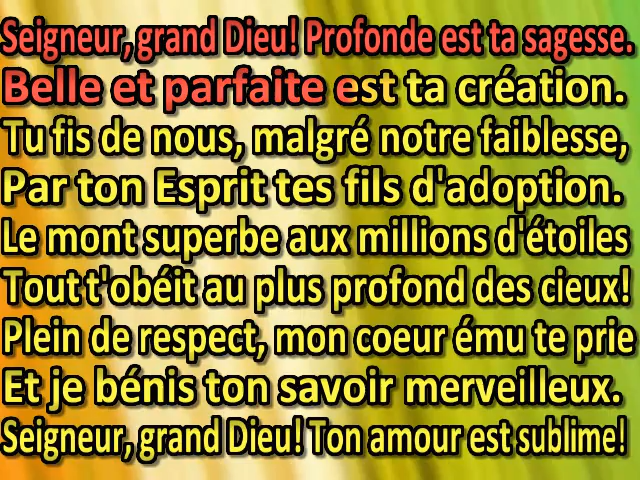 Seigneur, grand Dieu! Profonde est ta sagesse.
Belle et parfaite est ta création.
Tu fis de nous, malgré notre faiblesse,
Par ton Esprit tes fils d'adoption.
Le mont superbe aux millions d'étoiles
Tout t'obéit au plus profond des cieux!
Plein de respect, mon coeur ému te prie
Et je bénis ton savoir merveilleux.
Seigneur, grand Dieu! Ton amour est sublime!